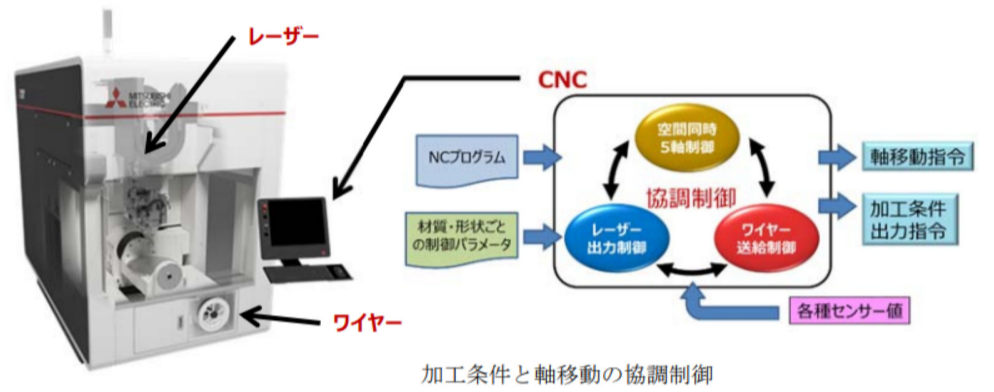 レーザー
MITSUBISHI
ELECTRIC
CNC
空間同時
5軸制御
NCプログラム
軸移動指令
協調制御
材質・形状ごと
の制御パラメータ
レーザー
出力制御
ワイヤー
送給制御
加工条件
出力指令
各種センサー値
ワイヤー
加工条件と軸移動の協調制御